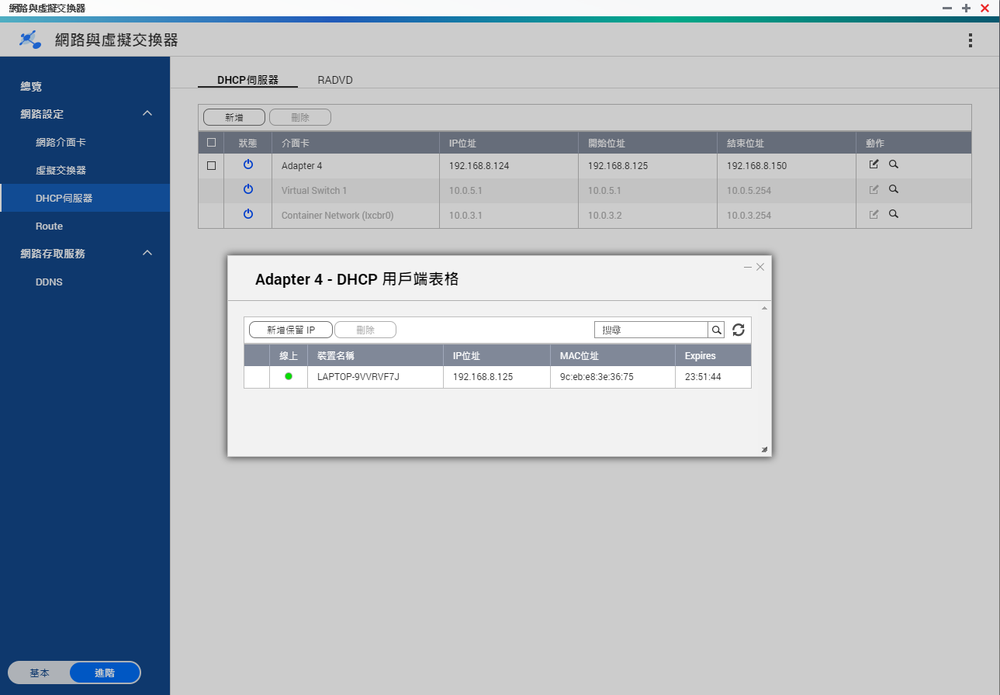 網路與虛擬交換器
網路與虛擬交換器
總覽
網路設定
網路介面卡
虛擬交換器
DHCP伺服器
Route
網路存取服務
DDNS
基本 進階
DHCP伺服器 RADVD
新增 刪除
狀態 介面卡 IP位址 開始位址 結束位址 動作
Adapter 4 192.168.8.124 192.168.8.125 192.168.8.150
Virtual Switch 1 10.0.5.1 10.0.5.1 10.0.5.254
Container Network (lxcbr0) 10.0.3.1 10.0.3.2 10.0.3.254
Adapter 4 - DHCP 用戶端表格
新增保留 IP 刪除 搜尋
線上 裝置名稱 IP位址 MAC位址 Expires
LAPTOP-9VVRVF7J 192.168.8.125 9c:eb:e8:3e:36:75 23:51:44